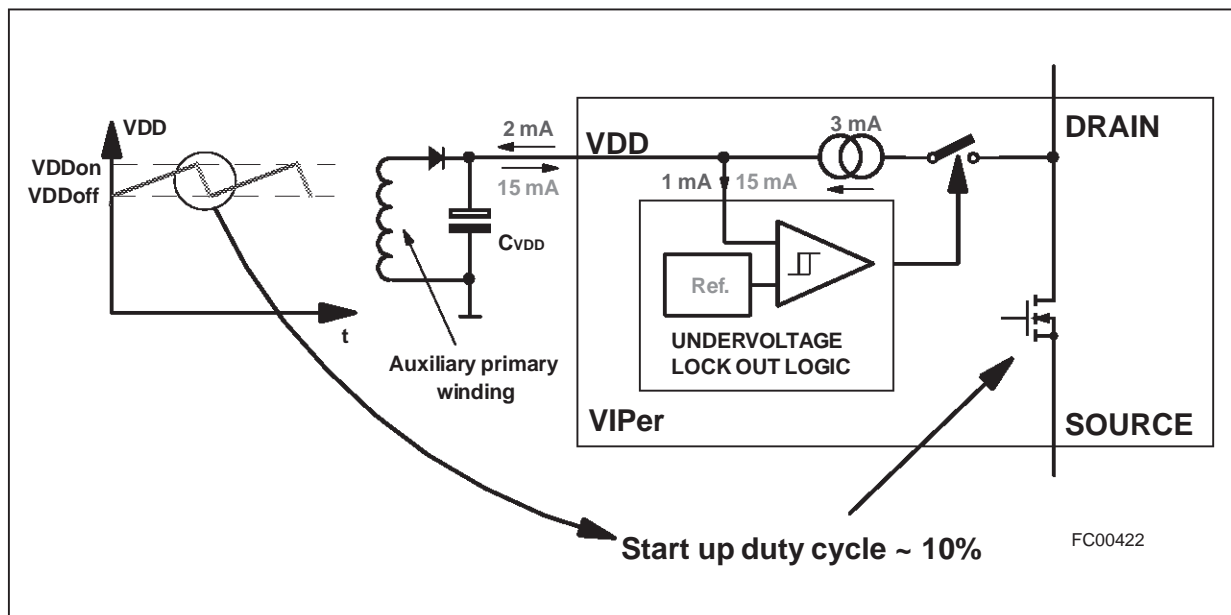 VDD
VDDon
VDDoff
t
2 mA
15 mA
CVDD
Auxiliary primary
winding
VDD
3 mA
DRAIN
1 mA
15 mA
Ref.
UNDERVOLTAGE
LOCK OUT LOGIC
VIPer
SOURCE
Start up duty cycle ~ 10%
FC00422